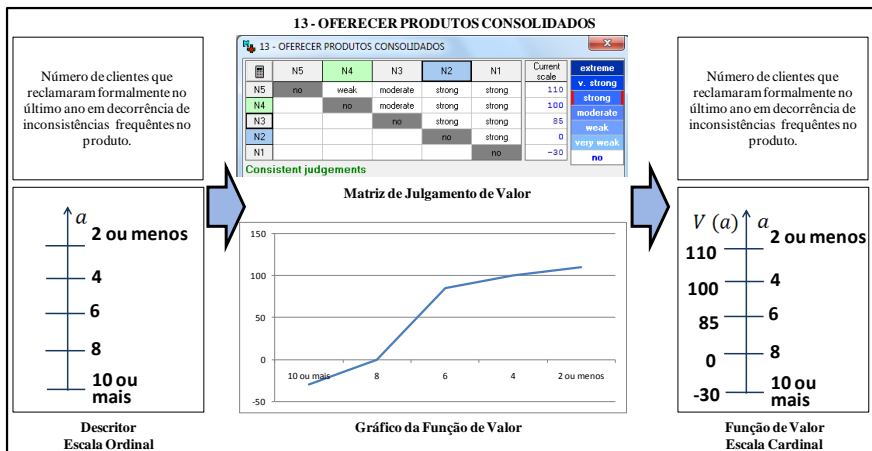 13 - OFERECER PRODUTOS CONSOLIDADOS
Número de clientes que
reclamaram formalmente no
último ano em decorrência de
inconsistências frequêntes no
produto.
a
2 ou menos
4
6
8
10 ou
mais
Descritor
Escala Ordinal
13 - OFERECER PRODUTOS CONSOLIDADOS
N5 N4 N3 N2 N1 Current
scale
N5 no weak moderate strong strong 110
N4 no moderate strong strong 100
N3 no strong strong 85
N2 no strong 0
N1 no -30
Consistent judgements
extreme
v. strong
strong
moderate
weak
very weak
no
Matriz de Julgamento de Valor
150
100
50
0
-50
10 ou mais 8 6 4 2 ou menos
Gráfico da Função de Valor
Número de clientes que
reclamaram formalmente no
último ano em decorrência de
inconsistências frequêntes no
produto.
V (a) a
2 ou menos
110
4
100
6
85
8
0
10 ou
-30
mais
Função de Valor
Escala Cardinal